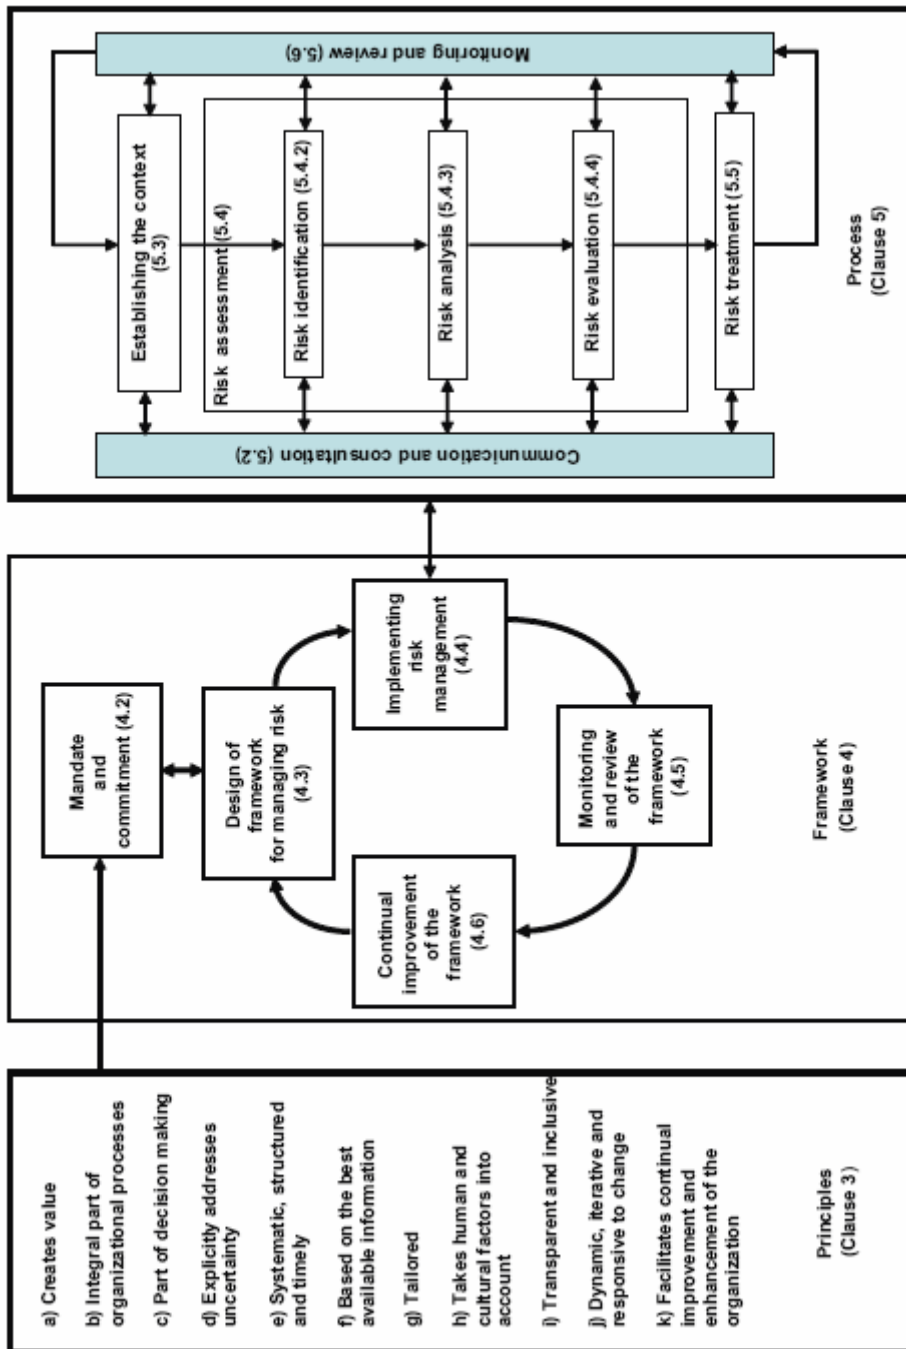 a) Creates value
b) Integral part of
organizational processes
c) Part of decision making
d) Explicity addresses
uncertainty
e) Systematic, structured
and timely
f) Based on the best
available information
g) Tailored
h) Takes human and
cultural factors into
account
i) Transparent and inclusive
j) Dynamic, iterative and
responsive to change
k) Facilitates continual
improvement and
enhancement of the
organization
Principles
(Clause 3)
Mandate
and
commitment (4.2)
Design of
framework
for managing risk
(4.3)
Implementing
risk
management
(4.4)
Monitoring
and review
of the
framework
(4.5)
Continual
improvement
of the
framework
(4.6)
Framework
(Clause 4)
Communication and consultation (5.2)
Establishing the context
(5.3)
Risk assessment (5.4)
Risk identification (5.4.2)
Risk analysis (5.4.3)
Risk evaluation (5.4.4)
Risk treatment (5.5)
Monitoring and review (5.6)
Process
(Clause 5)